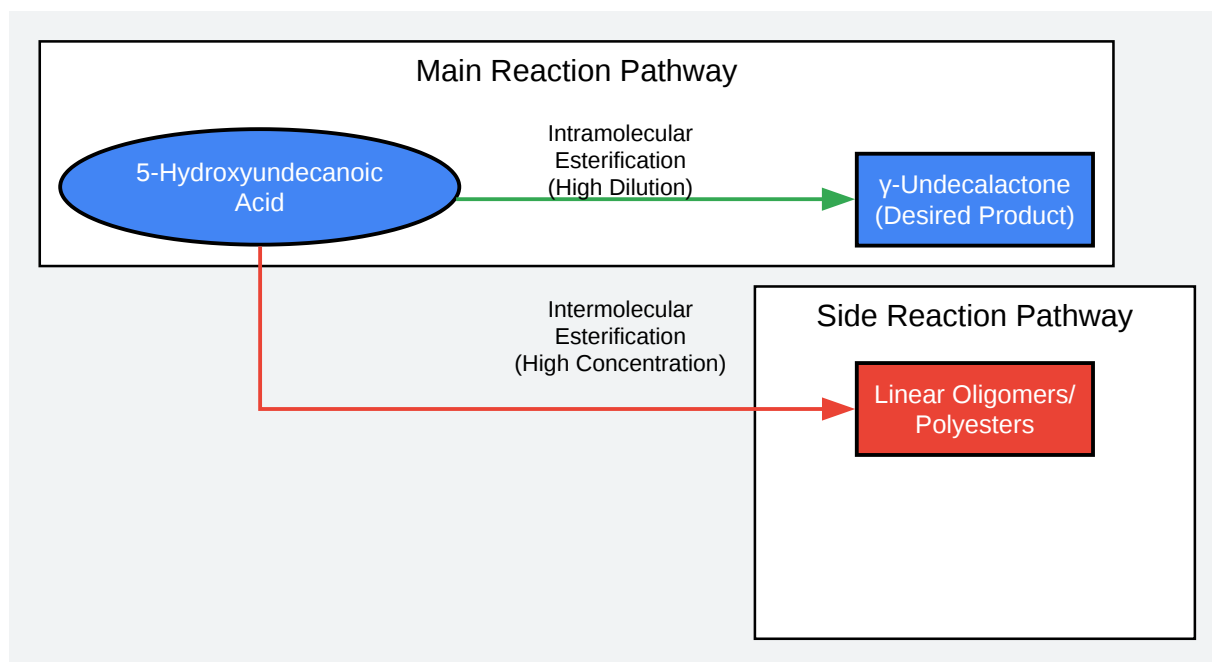 Main Reaction Pathway
5-Hydroxyundecanoic
Acid
Intramolecular
Esterification
(High Dilution)
γ-Undecalactone
(Desired Product)
Intermolecular
Esterification
(High Concentration)
Side Reaction Pathway
Linear Oligomers/
Polyesters